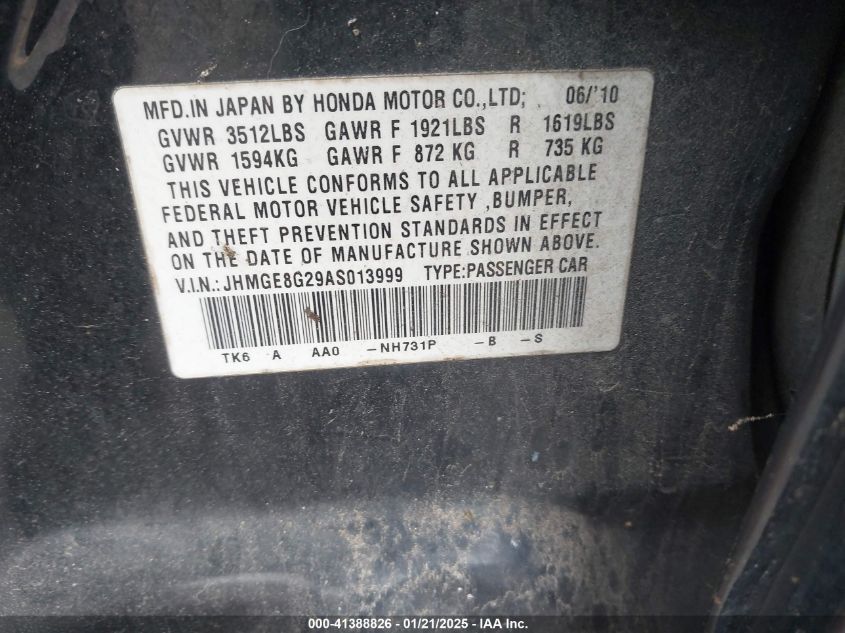 MFD.IN JAPAN BY HONDA MOTOR CO.,LTD; 06/'10
GVWR 3512LBS GAWR F 1921LBS R 1619LBS
GVWR 1594KG GAWR F 872 KG R 735 KG
THIS VEHICLE CONFORMS TO ALL APPLICABLE
FEDERAL MOTOR VEHICLE SAFETY ,BUMPER,
AND THEFT PREVENTION STANDARDS IN EFFECT
ON THE DATE OF MANUFACTURE SHOWN ABOVE.
V.I.N.:JHMGE8G29AS013999 TYPE:PASSENGER CAR
TK6 A AA0 -NH731P -B -S
000-41388826 - 01/21/2025 - IAA Inc.